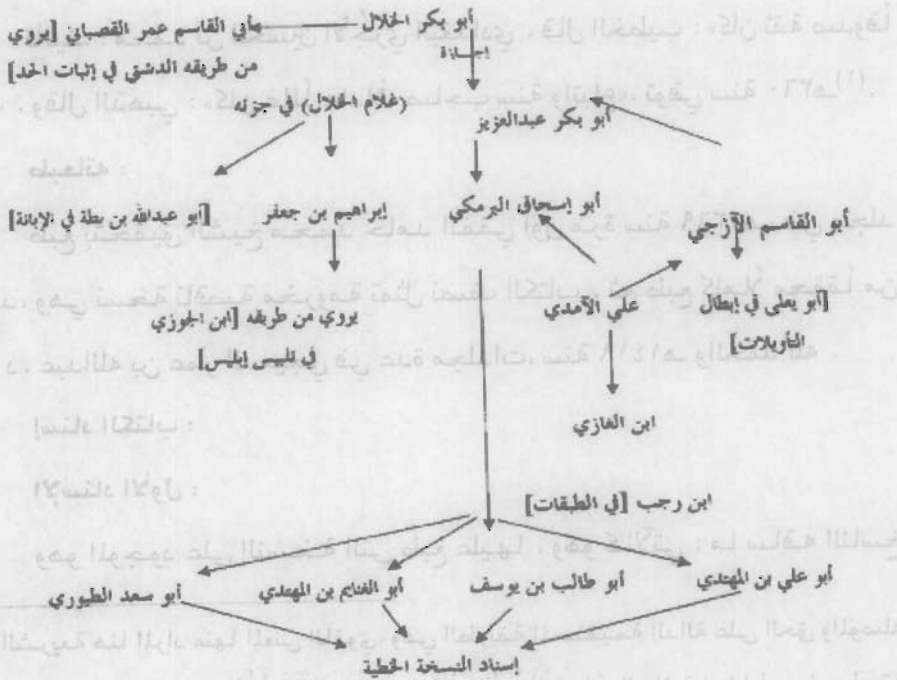 أبو بكر الخلال
وأبي القاسم عمر القصباني [يروي
من طريقه الدشتي في إثبات الحد]
إجازة
(غلام الخلال) في جزئه
أبو بكر عبدالعزيز
[أبو عبدالله بن بطة في الإبانة]
إبراهيم بن جعفر
أبو إسحاق البرمكي
أبو القاسم الأزجي
يروي من طريقه [ابن الجوزي
في تلبيس إبليس]
علي الآمدي
[أبو يعلى في إبطال
التأويلات]
ابن الغازي
ابن رجب [في الطبقات]
أبو علي بن المهتدي
أبو طالب بن يوسف
أبو الغنايم بن المهتدي
أبو سعد الطيوري
إسناد النسخة الخطية